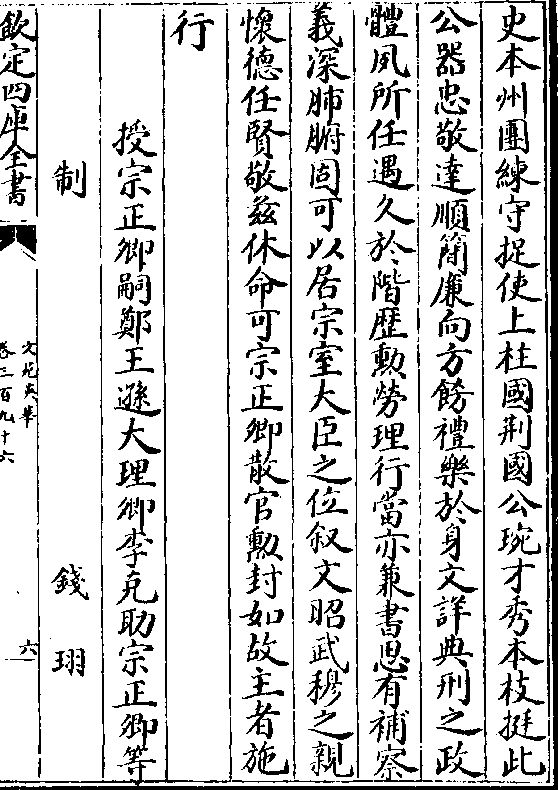 史本州團練守捉使上柱國荆國公琬才秀本枝挺此
公器忠敬達順簡廉向方飭禮樂於身文詳典刑之政
體夙所任遇久於階歴勲勞理行當亦兼書思有補察
義深肺腑固可以居宗室大臣之位叙文昭武穆之親
懷徳任賢敬兹休命可宗正卿散官勲封如故主者施
行
授宗正卿嗣鄭王遜大理卿李克助宗正卿等
制 錢珝
欽定四庫全書
文苑英華
卷三百九十六
六